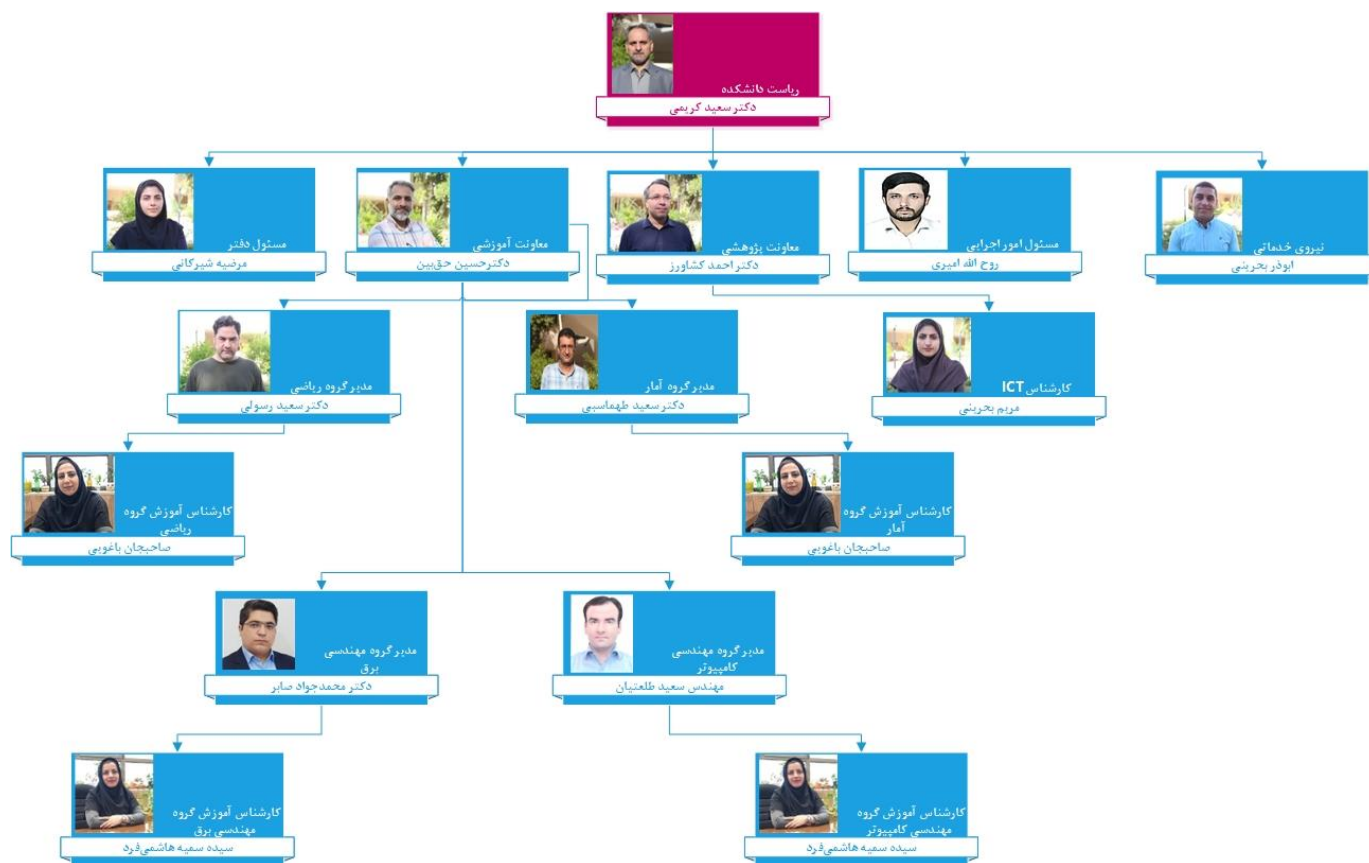 ریاست دانشکده
دکتر سعید کریمی
نیروی خدماتی
ابوذر بحرینی
مسئول امور اجرایی
روح الله امیری
معاونت پژوهشی
دکتر احمد کشاورز
معاونت آموزشی
دکتر حسین حق‌بین
مسئول دفتر
مرضیه شیرکانی
کارشناس ICT
مریم بحرینی
مدیر گروه آمار
دکتر سعید طهماسبی
مدیر گروه ریاضی
دکتر سعید رسولی
کارشناس آموزش گروه
آمار
صاحبجان باغویی
کارشناس آموزش گروه
ریاضی
صاحبجان باغویی
مدیر گروه مهندسی
کامپیوتر
مهندس سعید طلعتیان
مدیر گروه مهندسی
برق
دکتر محمدجواد صابر
کارشناس آموزش گروه
مهندسی کامپیوتر
سیده سمیه هاشمی‌فرد
کارشناس آموزش گروه
مهندسی برق
سیده سمیه هاشمی‌فرد